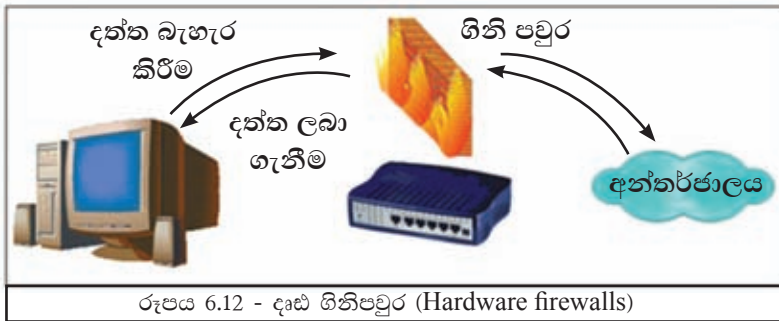 දත්ත බැහැර
කිරීම
ගිනි පවුර
දත්ත ලබා
ගැනීම
අන්තර්ජාලය
රූපය 6.12 - දෘඪ ගිනිපවුර (Hardware firewalls)